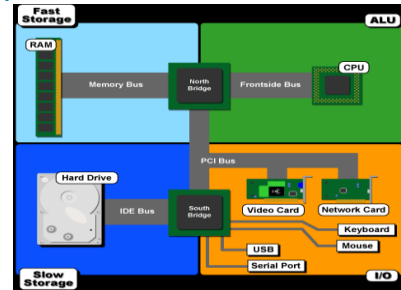 Fast
Storage
ALU
RAM
CPU
Memory Bus
North
Bridge
Frontside Bus
PCI Bus
Hard Drive
IDE Bus
South
Bridge
Video Card
Network Card
Keyboard
Mouse
USB
Serial Port
Slow
Storage
I/O